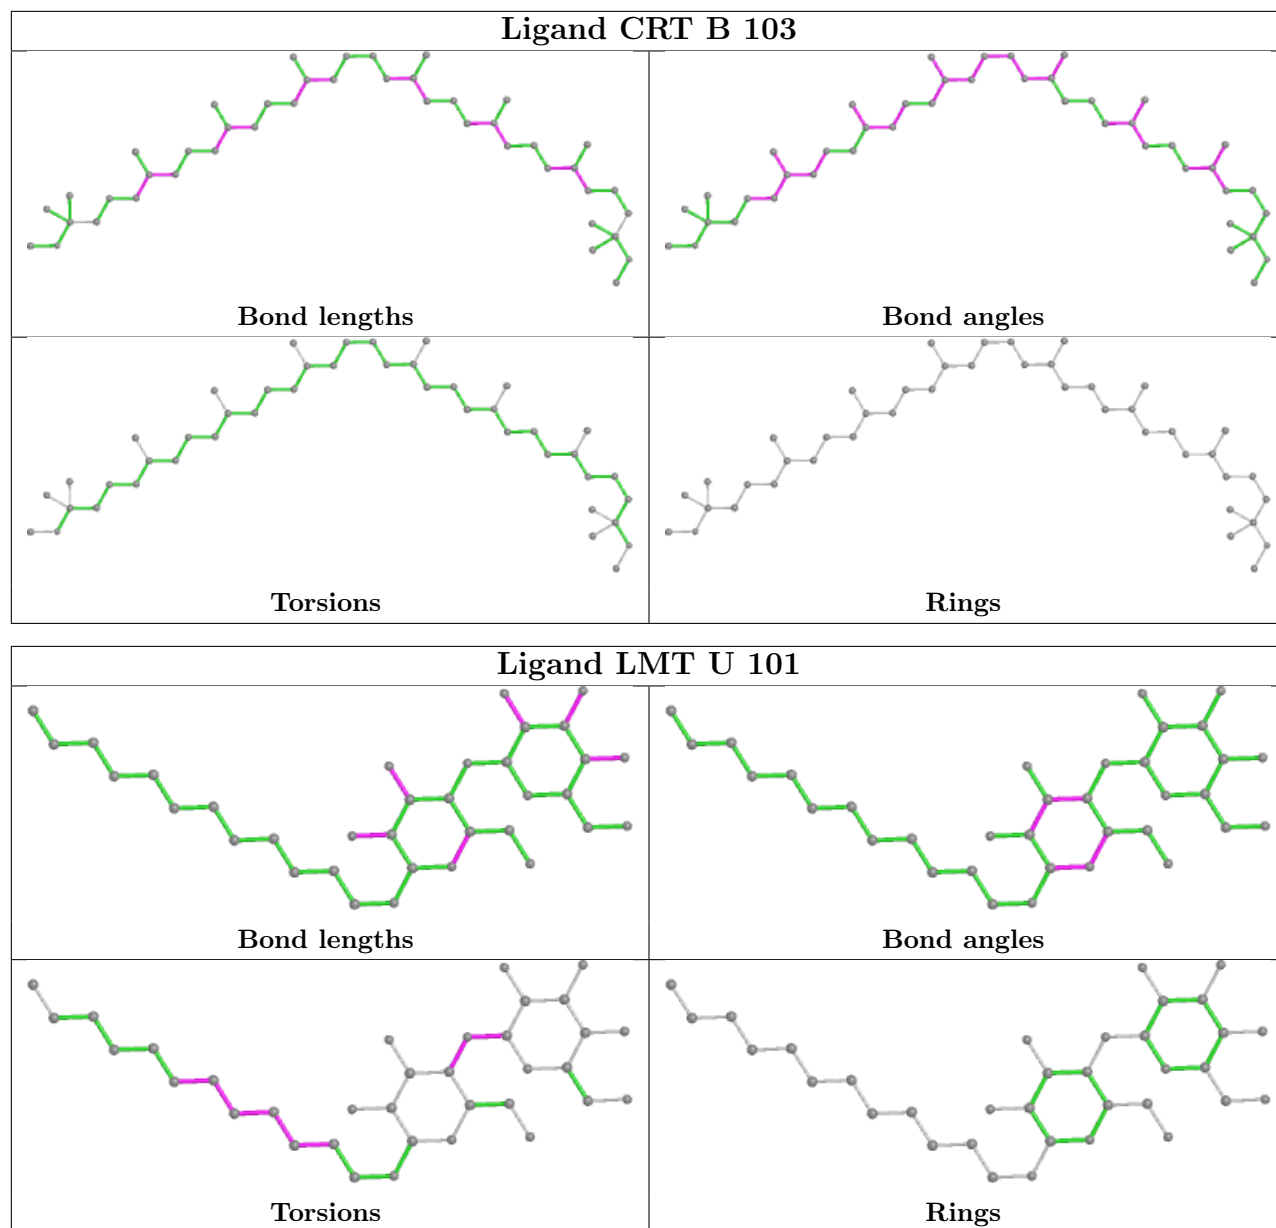 Ligand CRT B 103
Bond lengths
Bond angles
Torsions
Rings
Ligand LMT U 101
Bond lengths
Bond angles
Torsions
Rings